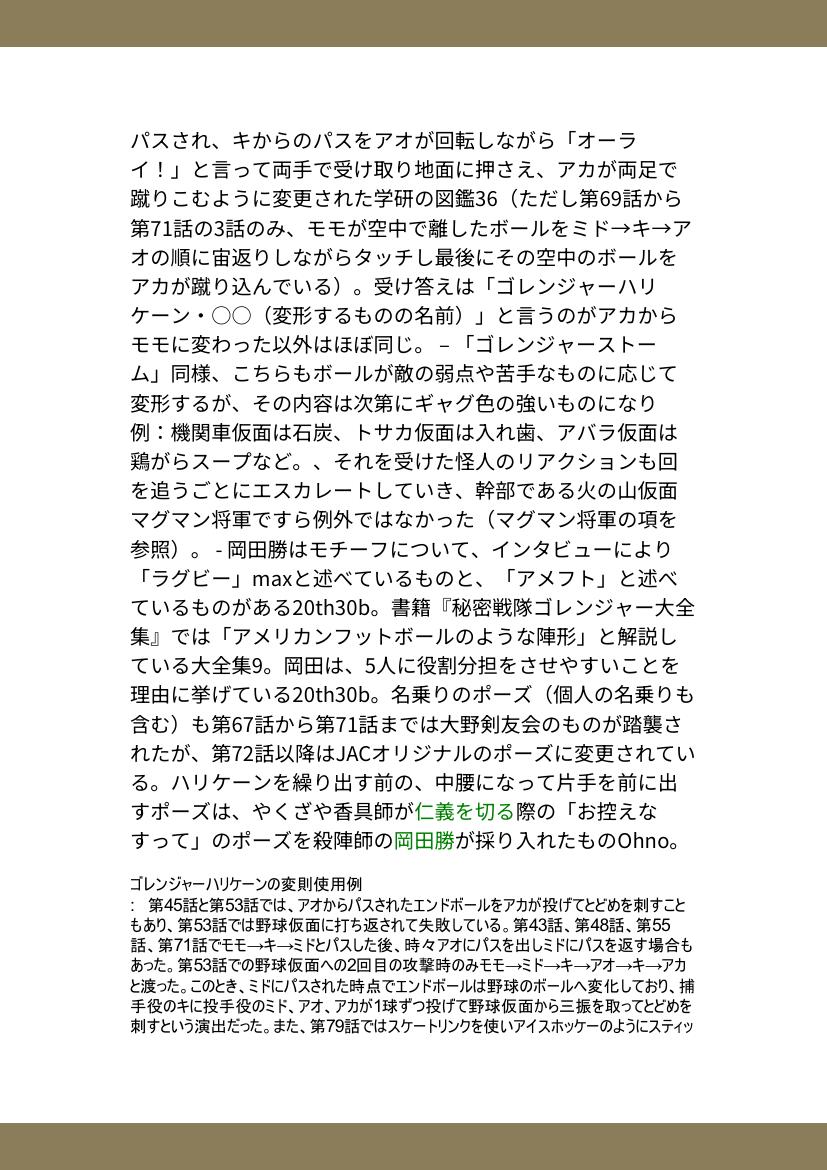 パスされ、キからのパスをアオが回転しながら「オーラ
イ！」と言って両手で受け取り地面に押さえ、アカが両足で
蹴りこむように変更された学研の図鑑36（ただし第69話から
第71話の3話のみ、モモが空中で離したボールをミド→キ→ア
オの順に宙返りしながらタッチし最後にその空中のボールを
アカが蹴り込んでいる）。受け答えは「ゴレンジャーハリ
ケーン・○○（変形するものの名前）」と言うのがアカから
モモに変わった以外はほぼ同じ。 – 「ゴレンジャーストー
ム」同様、こちらもボールが敵の弱点や苦手なものに応じて
変形するが、その内容は次第にギャグ色の強いものになり
例：機関車仮面は石炭、トサカ仮面は入れ歯、アバラ仮面は
鶏がらスープなど。、それを受けた怪人のリアクションも回
を追うごとにエスカレートしていき、幹部である火の山仮面
マグマン将軍ですら例外ではなかった（マグマン将軍の項を
参照）。 - 岡田勝はモチーフについて、インタビューにより
「ラグビー」maxと述べているものと、「アメフト」と述べ
ているものがある20th30b。書籍『秘密戦隊ゴレンジャー大全
集』では「アメリカンフットボールのような陣形」と解説し
ている大全集9。岡田は、5人に役割分担をさせやすいことを
理由に挙げている20th30b。名乗りのポーズ（個人の名乗りも
含む）も第67話から第71話までは大野剣友会のものが踏襲さ
れたが、第72話以降はJACオリジナルのポーズに変更されてい
る。ハリケーンを繰り出す前の、中腰になって片手を前に出
すポーズは、やくざや香具師が仁義を切る際の「お控えな
すって」のポーズを殺陣師の岡田勝が採り入れたものOhno。
ゴレンジャーハリケーンの変則使用例
: 第45話と第53話では、アオからパスされたエンドボールをアカが投げてとどめを刺すこと
もあり、第53話では野球仮面に打ち返されて失敗している。第43話、第48話、第55
話、第71話でモモ→キ→ミドとパスした後、時々アオにパスを出しミドにパスを返す場合も
あった。第53話での野球仮面への2回目の攻撃時のみモモ→ミド→キ→アオ→キ→アカ
と渡った。このとき、ミドにパスされた時点でエンドボールは野球のボールへ変化しており、捕
手役のキに投手役のミド、アオ、アカが1球ずつ投げて野球仮面から三振を取ってとどめを
刺すという演出だった。また、第79話ではスケートリンクを使いアイスホッケーのようにスティッ